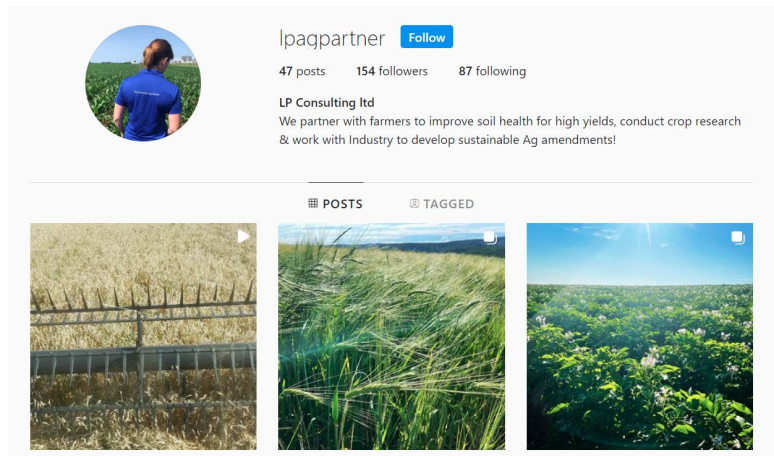 lpagpartner Follow
47 posts 154 followers 87 following
LP Consulting ltd
We partner with farmers to improve soil health for high yields, conduct crop research
& work with Industry to develop sustainable Ag amendments!
POSTS TAGGED